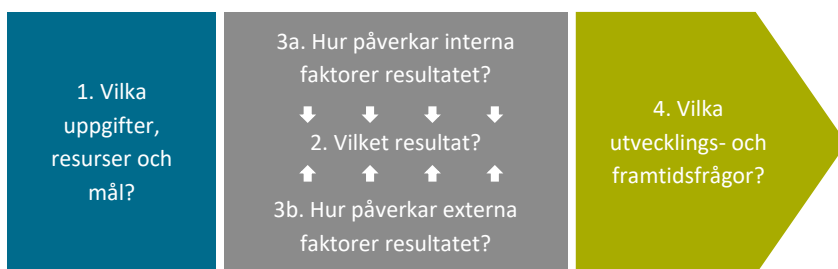 1. Vilka
uppgifter,
resurser och
mål?
3a. Hur påverkar interna
faktorer resultatet?
2. Vilket resultat?
3b. Hur påverkar externa
faktorer resultatet?
4. Vilka
utvecklings- och
framtidsfrågor?